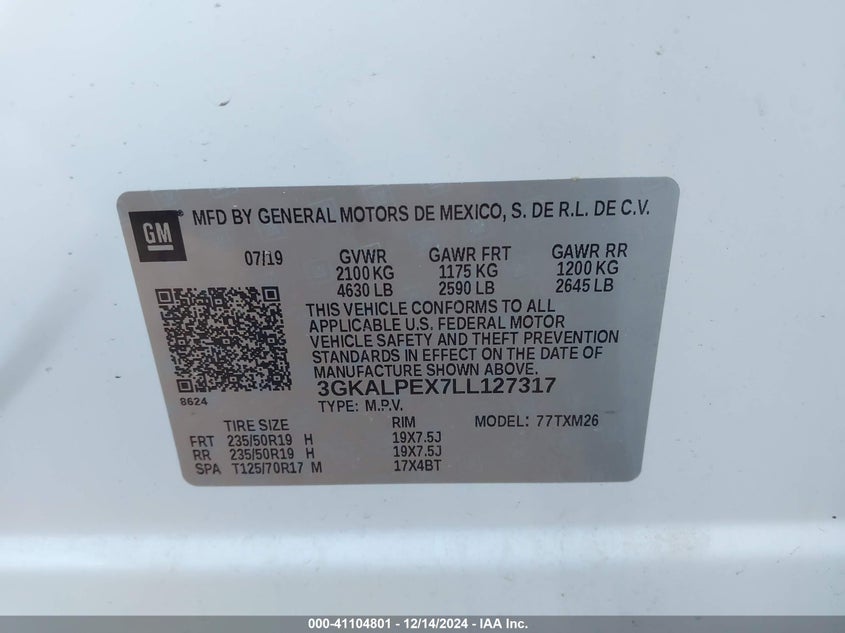 GM ® MFD BY GENERAL MOTORS DE MEXICO, S. DE R.L. DE C.V.
07/19 GVWR GAWR FRT GAWR RR
2100 KG 1175 KG 1200 KG
4630 LB 2590 LB 2645 LB
THIS VEHICLE CONFORMS TO ALL
APPLICABLE U.S. FEDERAL MOTOR
VEHICLE SAFETY AND THEFT PREVENTION
STANDARDS IN EFFECT ON THE DATE OF
MANUFACTURE SHOWN ABOVE.
3GKALPEX7LL127317
8624 TYPE: M.P.V.
TIRE SIZE RIM MODEL: 77TXM26
FRT 235/50R19 H 19X7.5J
RR 235/50R19 H 19X7.5J
SPA T125/70R17 M 17X4BT
000-41104801 - 12/14/2024 - IAA Inc.